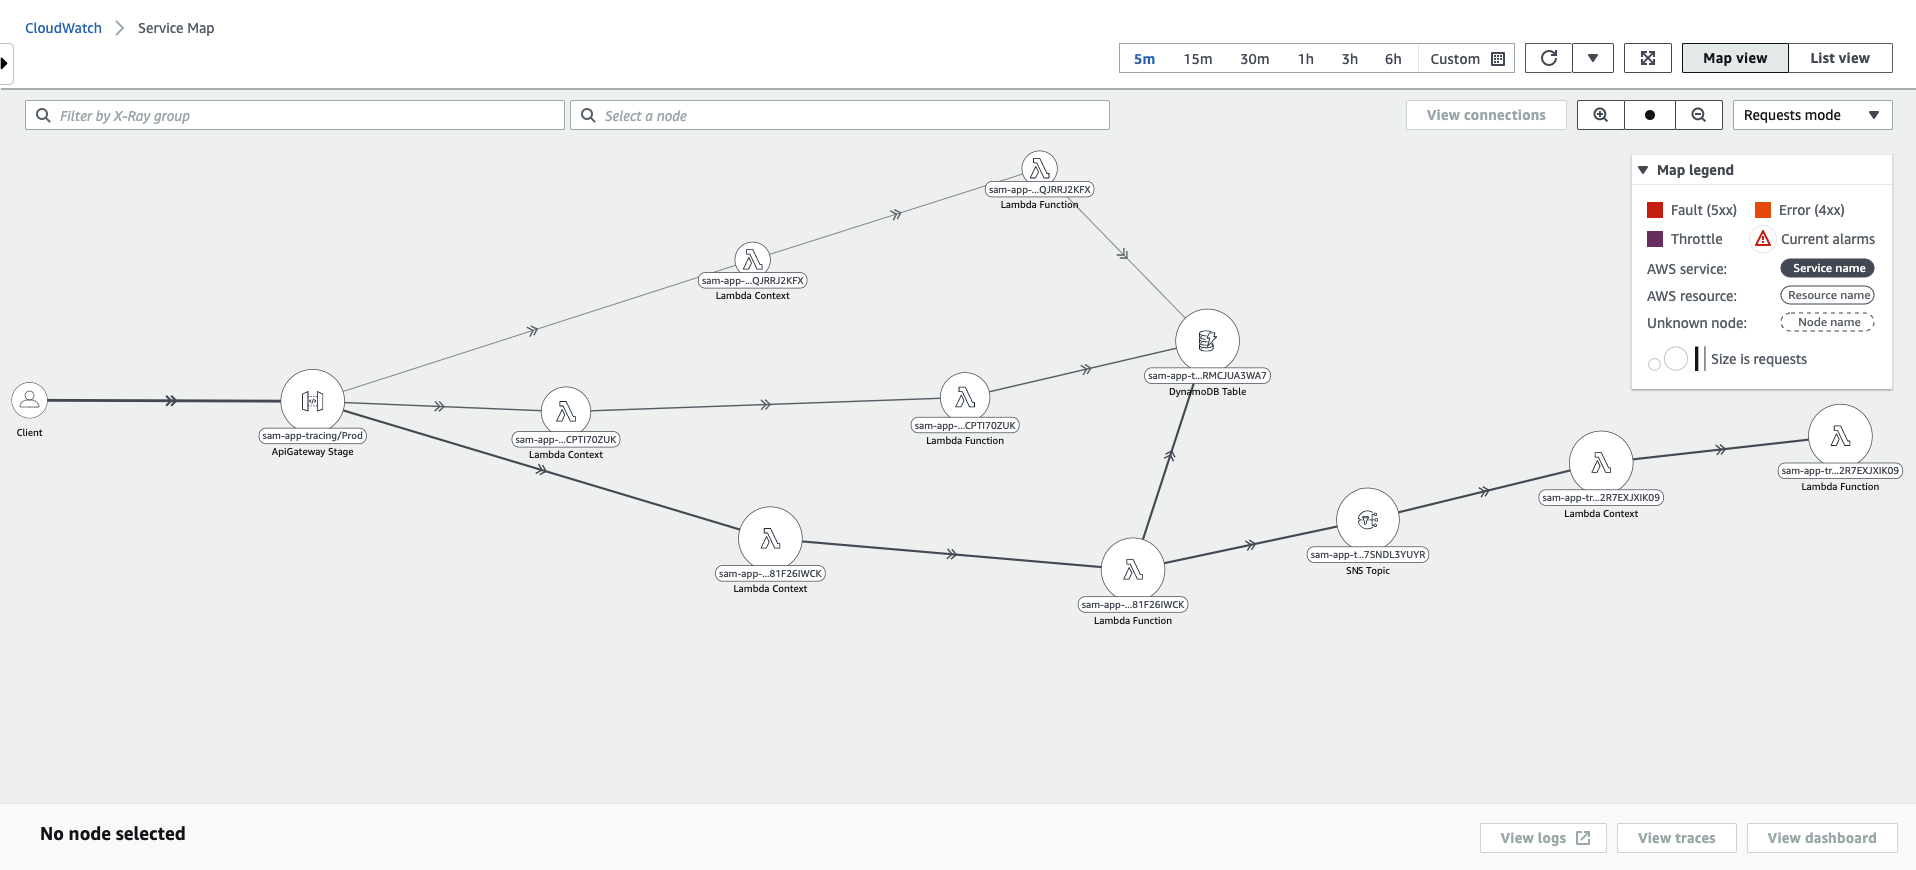 CloudWatch > Service Map
5m 15m 30m 1h 3h 6h Custom
Map view List view
Filter by X-Ray group
Select a node
View connections
Requests mode
Map legend
Fault (5xx) Error (4xx)
Throttle Current alarms
AWS service: Service name
AWS resource: Resource name
Unknown node: Node name
Size is requests
sam-app-...QJRRJ2KFX
Lambda Function
sam-app-...QJRRJ2KFX
Lambda Context
sam-app-t...RMCJUA3WA7
DynamoDB Table
Client
sam-app-tracing/Prod
ApiGateway Stage
sam-app-...CPTI70ZUK
Lambda Context
sam-app-...CPTI70ZUK
Lambda Function
sam-app-tr...2R7EXJXIK09
Lambda Function
sam-app-tr...2R7EXJXIK09
Lambda Context
sam-app-t...7SNDL3YUYR
SNS Topic
sam-app-...81F26IWCK
Lambda Context
sam-app-...81F26IWCK
Lambda Function
No node selected
View logs View traces View dashboard